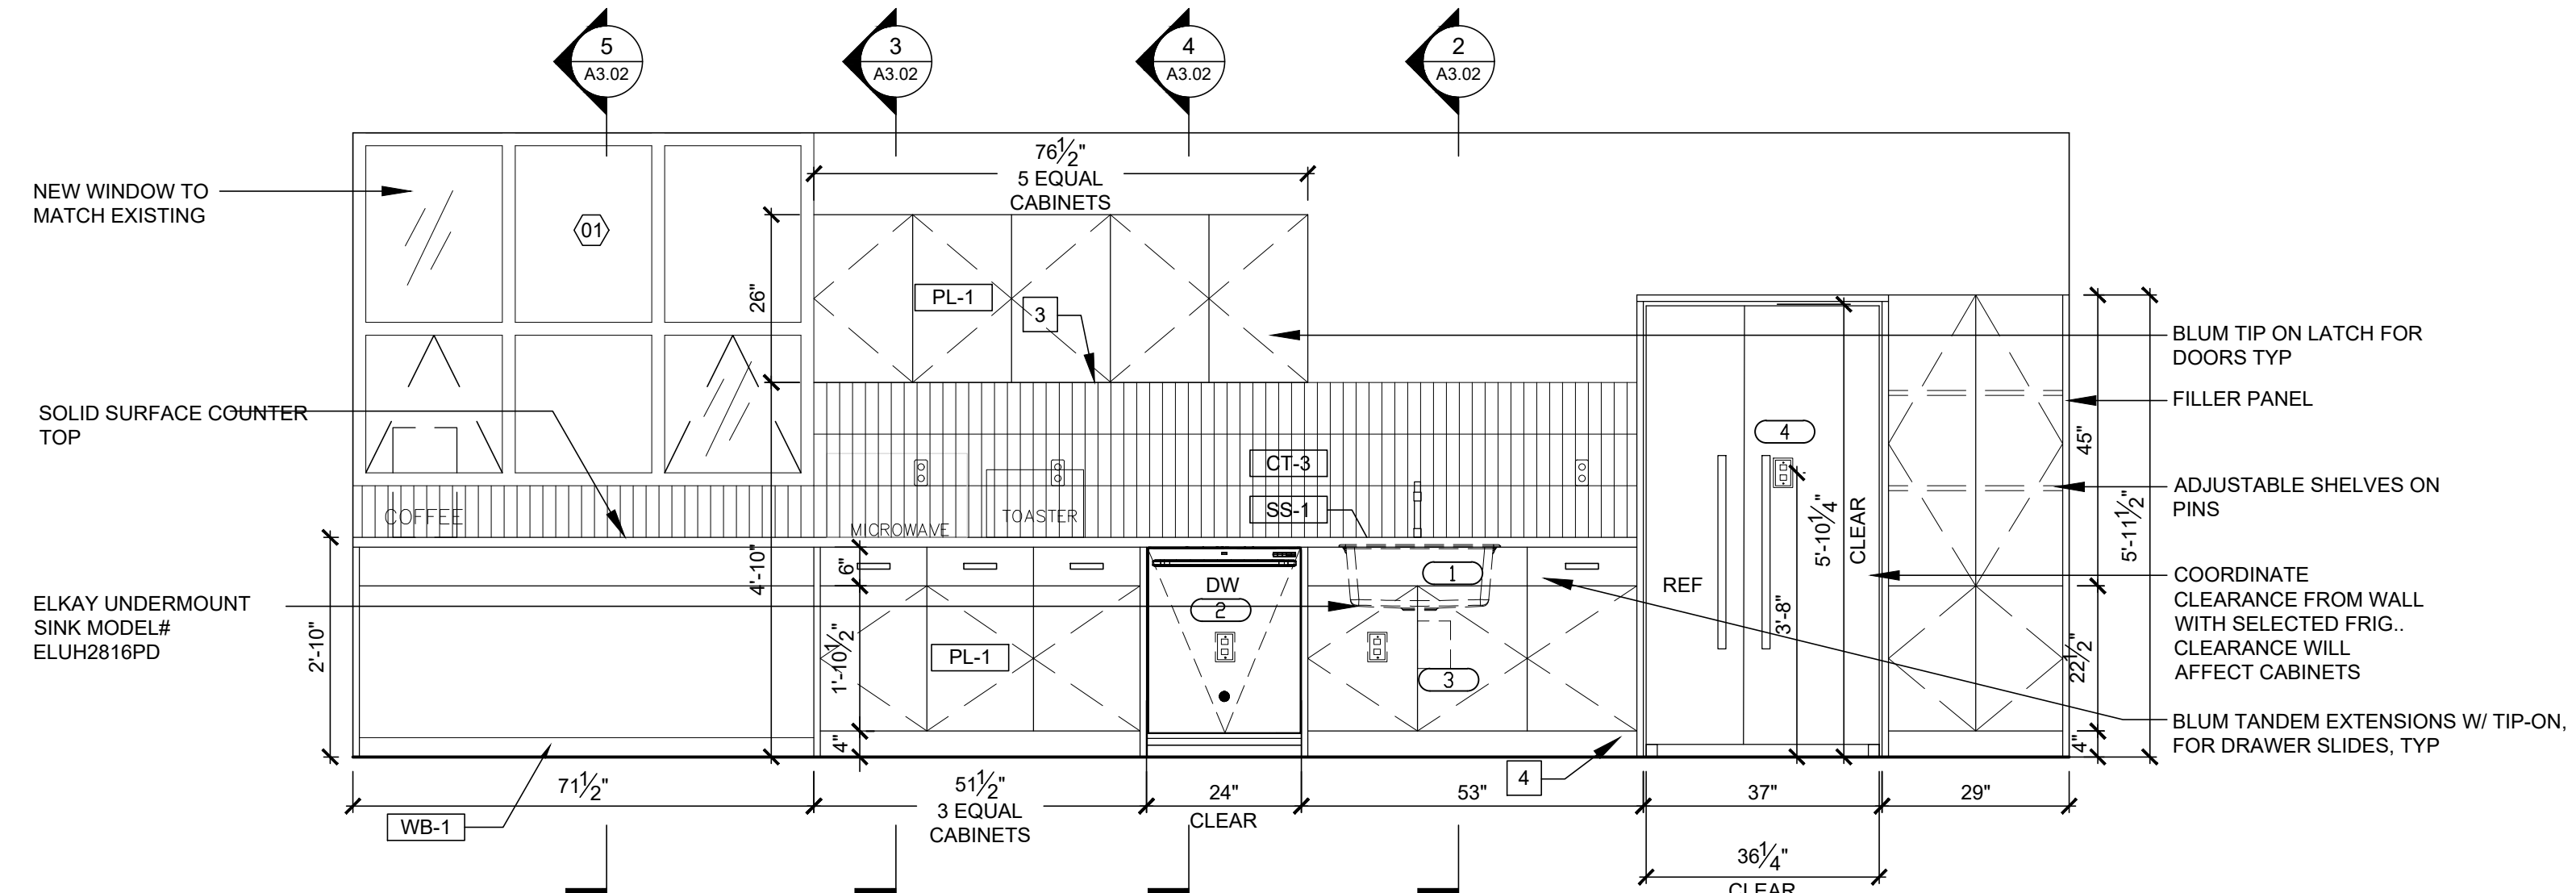 5
A3.02
3
A3.02
4
A3.02
2
A3.02
76½"
5 EQUAL
CABINETS
NEW WINDOW TO
MATCH EXISTING
01
26"
PL-1
3
BLUM TIP ON LATCH FOR
DOORS TYP
FILLER PANEL
SOLID SURFACE COUNTER
TOP
4
45"
CT-3
SS-1
COFFEE
MICROWAVE
TOASTER
ADJUSTABLE SHELVES ON
PINS
5'-10¼"
CLEAR
5'-11½"
4'-10"
6"
DW
2
1
REF
3'-8"
COORDINATE
CLEARANCE FROM WALL
WITH SELECTED FRIG..
CLEARANCE WILL
AFFECT CABINETS
ELKAY UNDERMOUNT
SINK MODEL#
ELUH2816PD
2'-10"
1'-10½"
PL-1
3
22½"
4"
4"
BLUM TANDEM EXTENSIONS W/ TIP-ON,
FOR DRAWER SLIDES, TYP
71½"
51½"
3 EQUAL
CABINETS
24"
CLEAR
53"
4
37"
29"
WB-1
36¼"
CLEAR